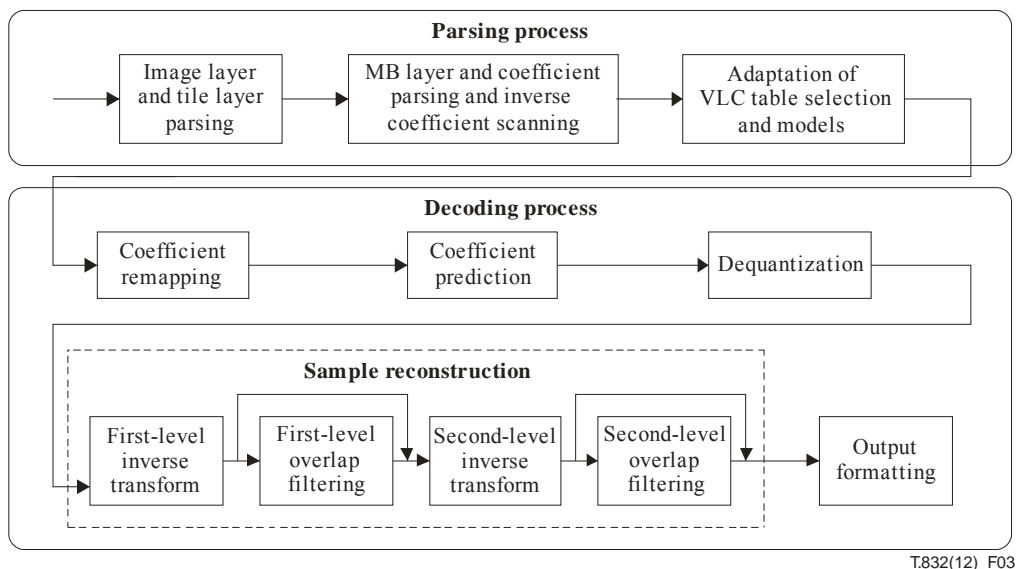 Parsing process
Image layer
and tile layer
parsing
MB layer and coefficient
parsing and inverse
coefficient scanning
Adaptation of
VLC table selection
and models
Decoding process
Coefficient
remapping
Coefficient
prediction
Dequantization
Sample reconstruction
First-level
inverse
transform
First-level
overlap
filtering
Second-level
inverse
transform
Second-level
overlap
filtering
Output
formatting
T.832(12)_F03